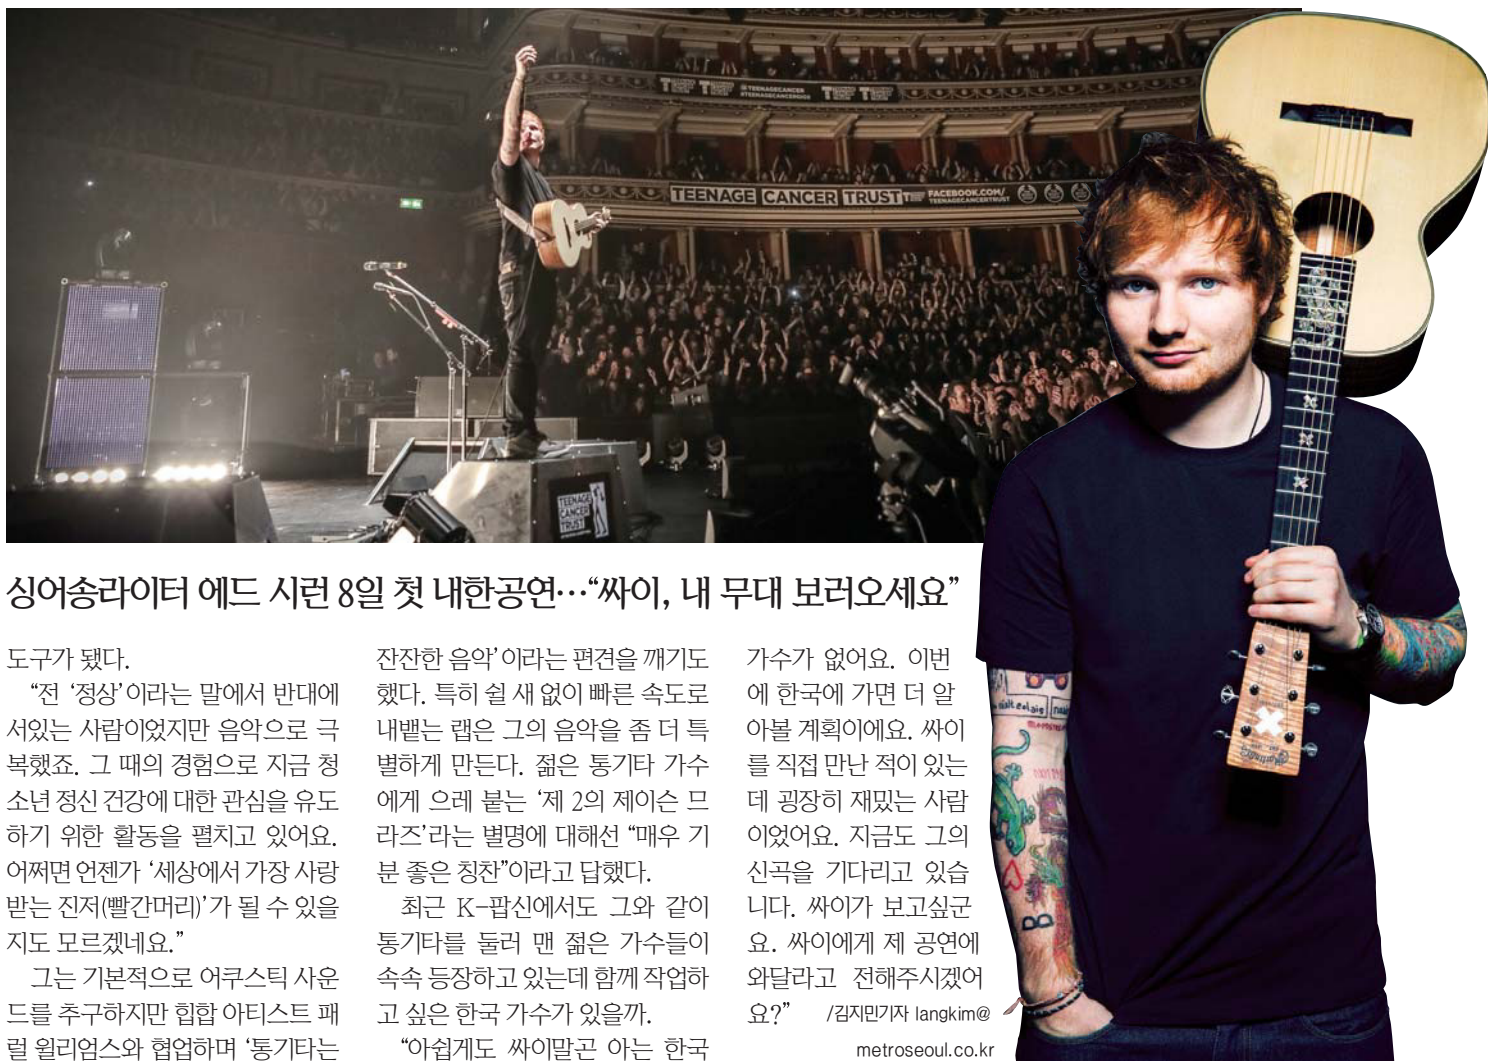 TEENAGE CANCER TRUST
FACEBOOK.COM/
TEENAGECANCERTRUST
TEENAGE
CANCER
TRUST
싱어송라이터 에드 시런 8일 첫 내한공연…“싸이, 내 무대 보러오세요”
도구가 됐다.
“전 ‘정상’이라는 말에서 반대에
서있는 사람이었지만 음악으로 극
복했죠. 그 때의 경험으로 지금 청
소년 정신 건강에 대한 관심을 유도
하기 위한 활동을 펼치고 있어요.
어쩌면 언젠가 ‘세상에서 가장 사랑
받는 진저(빨간머리)’가 될 수 있을
지도 모르겠네요.”
그는 기본적으로 어쿠스틱 사운
드를 추구하지만 힙합 아티스트 패
럴 윌리엄스와 협업하며 ‘통기타는
잔잔한 음악’이라는 편견을 깨기도
했다. 특히 쉴 새 없이 빠른 속도로
내뱉는 랩은 그의 음악을 좀 더 특
별하게 만든다. 젊은 통기타 가수
에게 으레 붙는 ‘제 2의 제이슨 므
라즈’라는 별명에 대해선 “매우 기
분 좋은 칭찬”이라고 답했다.
최근 K-팝신에서도 그와 같이
통기타를 둘러 맨 젊은 가수들이
속속 등장하고 있는데 함께 작업하
고 싶은 한국 가수가 있을까.
“아쉽게도 싸이말곤 아는 한국
가수가 없어요. 이번
에 한국에 가면 더 알
아볼 계획이에요. 싸이
를 직접 만난 적이 있는
데 굉장히 재밌는 사람
이었어요. 지금도 그의
신곡을 기다리고 있습
니다. 싸이가 보고싶군
요. 싸이에게 제 공연에
와달라고 전해주시겠어
요?” /김지민기자 langkim@
metroseoul.co.kr